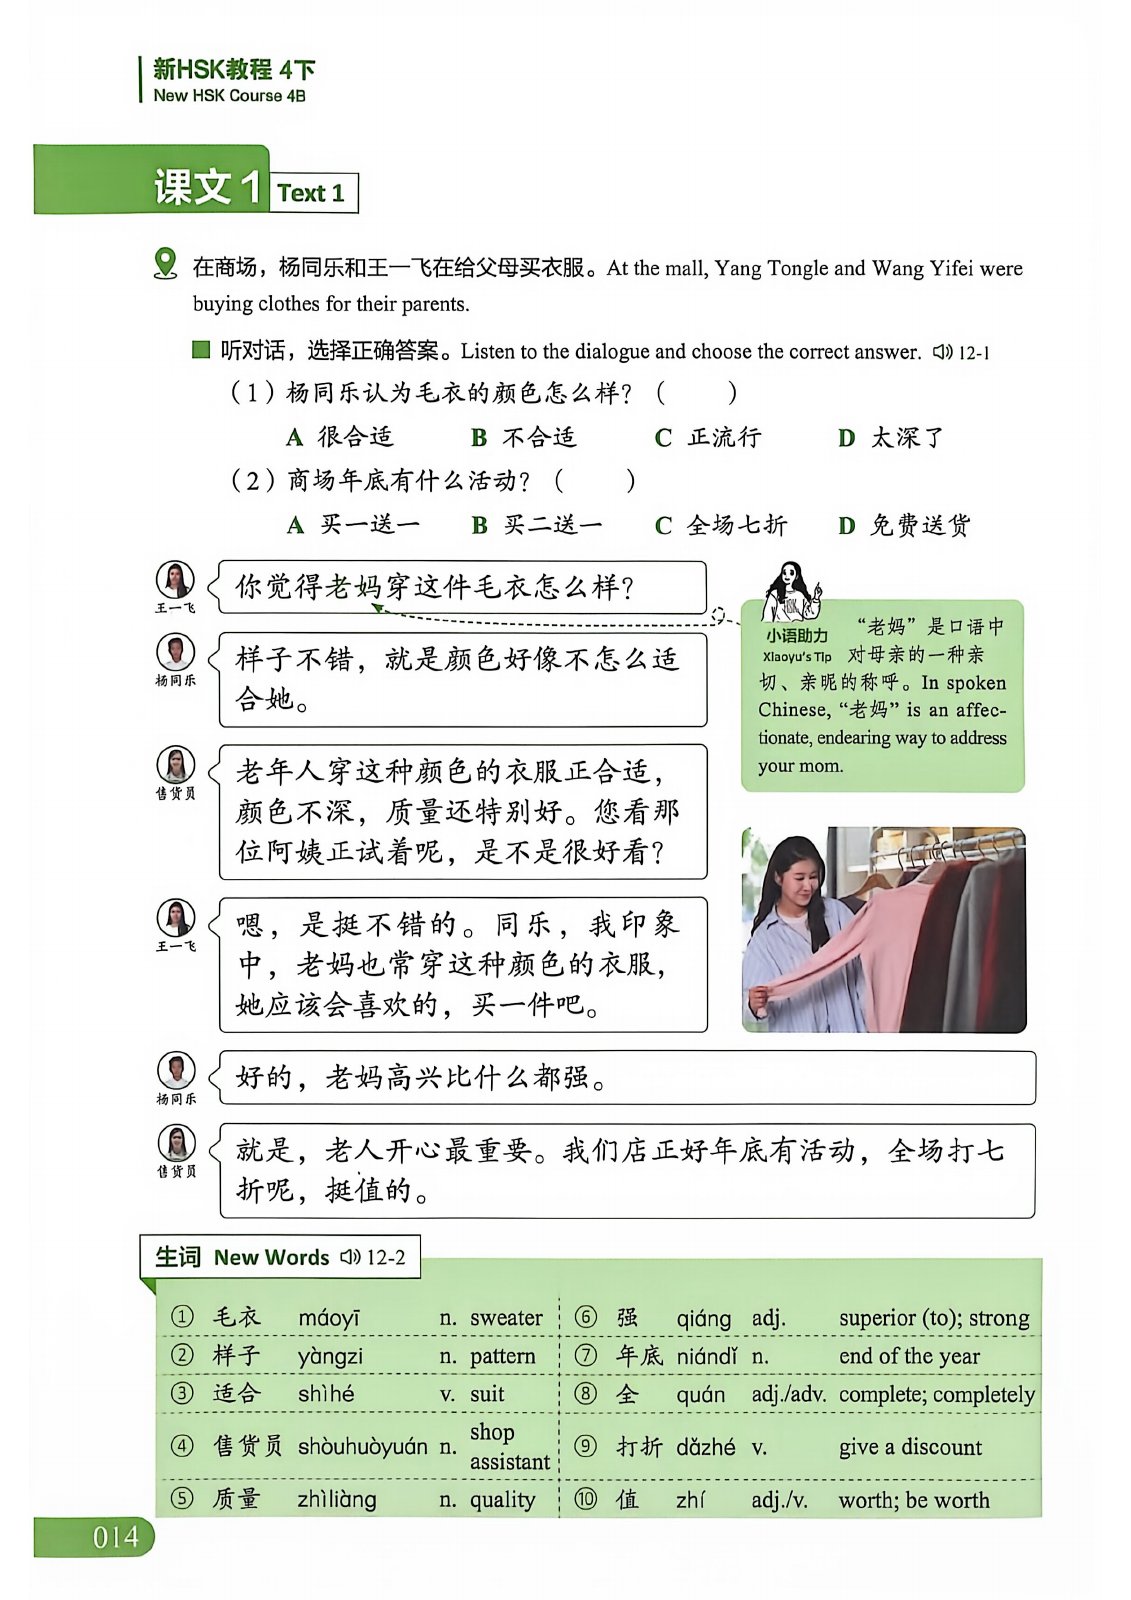 新HSK教程 4下
New HSK Course 4B
课文 1 Text 1
在商场，杨同乐和王一飞在给父母买衣服。At the mall, Yang Tongle and Wang Yifei were
buying clothes for their parents.
听对话，选择正确答案。Listen to the dialogue and choose the correct answer. 12-1
（1）杨同乐认为毛衣的颜色怎么样？（　　）
A 很合适 B 不合适 C 正流行 D 太深了
（2）商场年底有什么活动？（　　）
A 买一送一 B 买二送一 C 全场七折 D 免费送货
王一飞
你觉得老妈穿这件毛衣怎么样？
杨同乐
样子不错，就是颜色好像不怎么适
合她。
小语助力
Xiaoyu's Tip
“老妈”是口语中
对母亲的一种亲
切、亲昵的称呼。In spoken
Chinese, “老妈” is an affec-
tionate, endearing way to address
your mom.
售货员
老年人穿这种颜色的衣服正合适，
颜色不深，质量还特别好。您看那
位阿姨正试着呢，是不是很好看？
王一飞
嗯，是挺不错的。同乐，我印象
中，老妈也常穿这种颜色的衣服，
她应该会喜欢的，买一件吧。
杨同乐
好的，老妈高兴比什么都强。
售货员
就是，老人开心最重要。我们店正好年底有活动，全场打七
折呢，挺值的。
生词 New Words 12-2
① 毛衣 máoyī n. sweater
② 样子 yàngzi n. pattern
③ 适合 shìhé v. suit
④ 售货员 shòuhuòyuán n. shop
assistant
⑤ 质量 zhìliàng n. quality
⑥ 强 qiáng adj. superior (to); strong
⑦ 年底 niándǐ n. end of the year
⑧ 全 quán adj./adv. complete; completely
⑨ 打折 dǎzhé v. give a discount
⑩ 值 zhí adj./v. worth; be worth
014